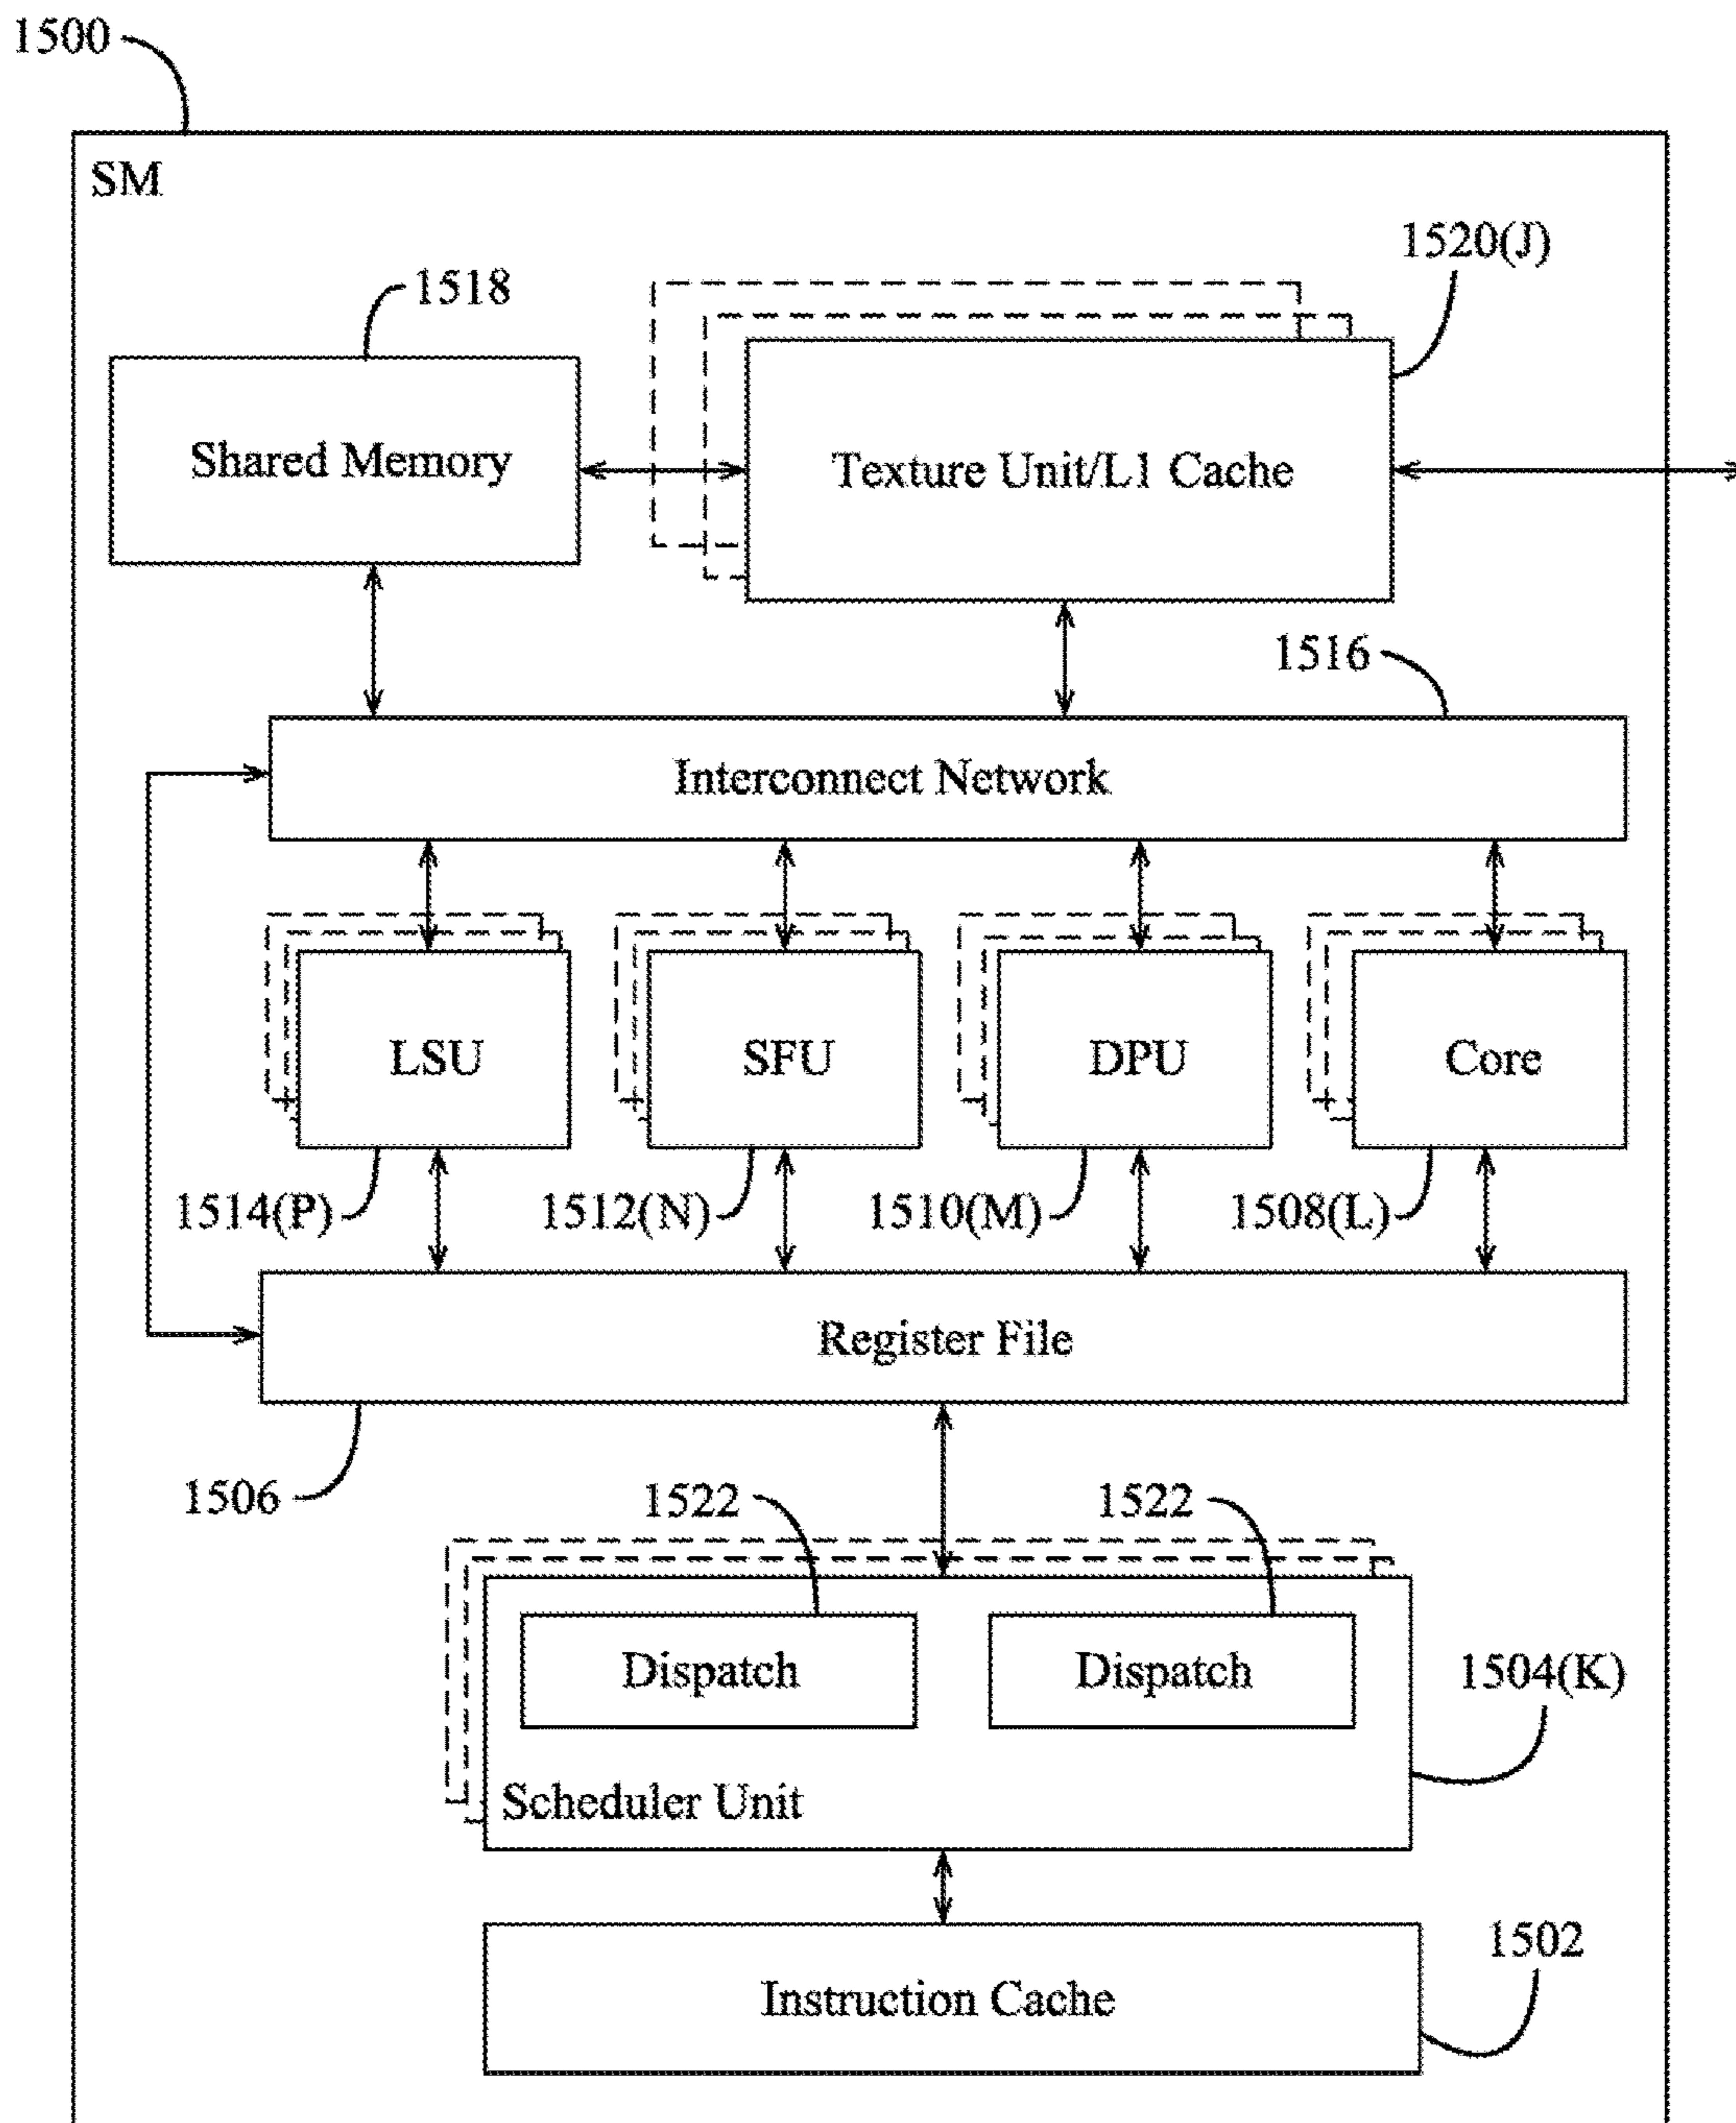 1500
SM
1520(J)
1518
Shared Memory
Texture Unit/L1 Cache
1516
Interconnect Network
LSU
SFU
DPU
Core
1514(P)
1512(N)
1510(M)
1508(L)
Register File
1506
1522
1522
Dispatch
Dispatch
1504(K)
Scheduler Unit
1502
Instruction Cache